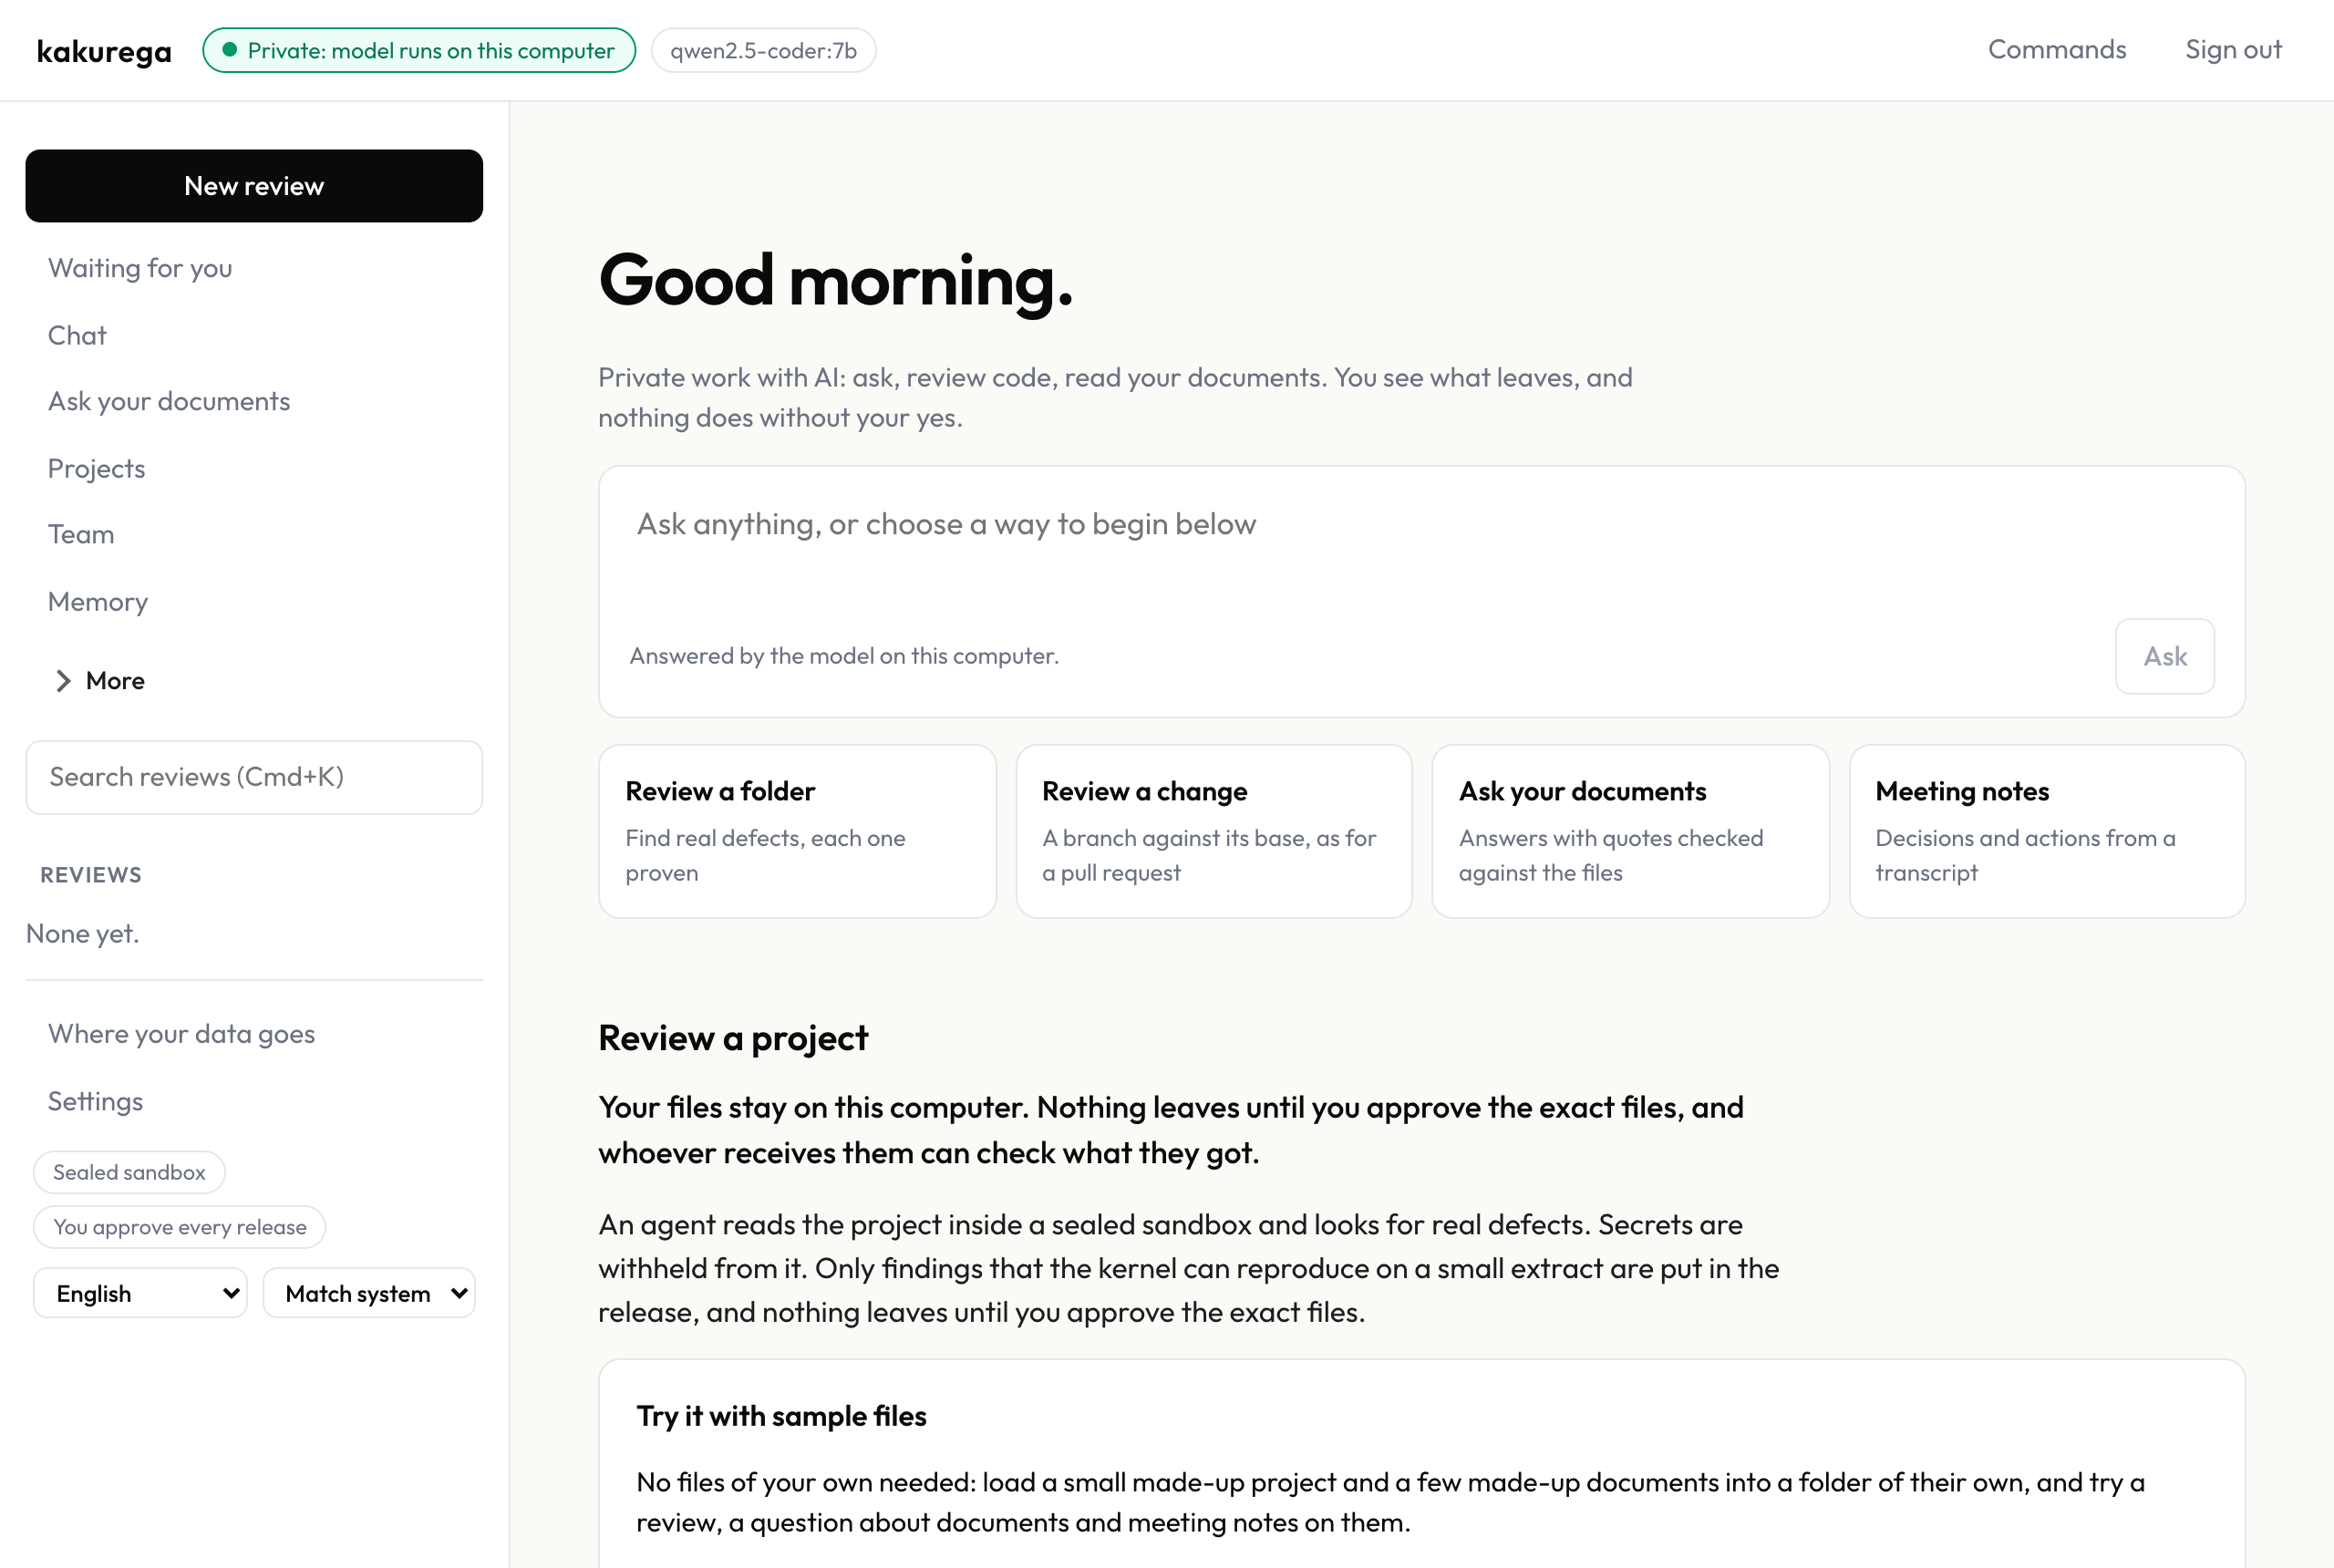 kakurega
Private: model runs on this computer
qwen2.5-coder:7b
Commands
Sign out
New review
Waiting for you
Chat
Ask your documents
Projects
Team
Memory
More
Search reviews (Cmd+K)
REVIEWS
None yet.
Where your data goes
Settings
Sealed sandbox
You approve every release
English
Match system
Good morning.
Private work with AI: ask, review code, read your documents. You see what leaves, and
nothing does without your yes.
Ask anything, or choose a way to begin below
Answered by the model on this computer.
Ask
Review a folder
Find real defects, each one
proven
Review a change
A branch against its base, as for
a pull request
Ask your documents
Answers with quotes checked
against the files
Meeting notes
Decisions and actions from a
transcript
Review a project
Your files stay on this computer. Nothing leaves until you approve the exact files, and
whoever receives them can check what they got.
An agent reads the project inside a sealed sandbox and looks for real defects. Secrets are
withheld from it. Only findings that the kernel can reproduce on a small extract are put in the
release, and nothing leaves until you approve the exact files.
Try it with sample files
No files of your own needed: load a small made-up project and a few made-up documents into a folder of their own, and try a
review, a question about documents and meeting notes on them.